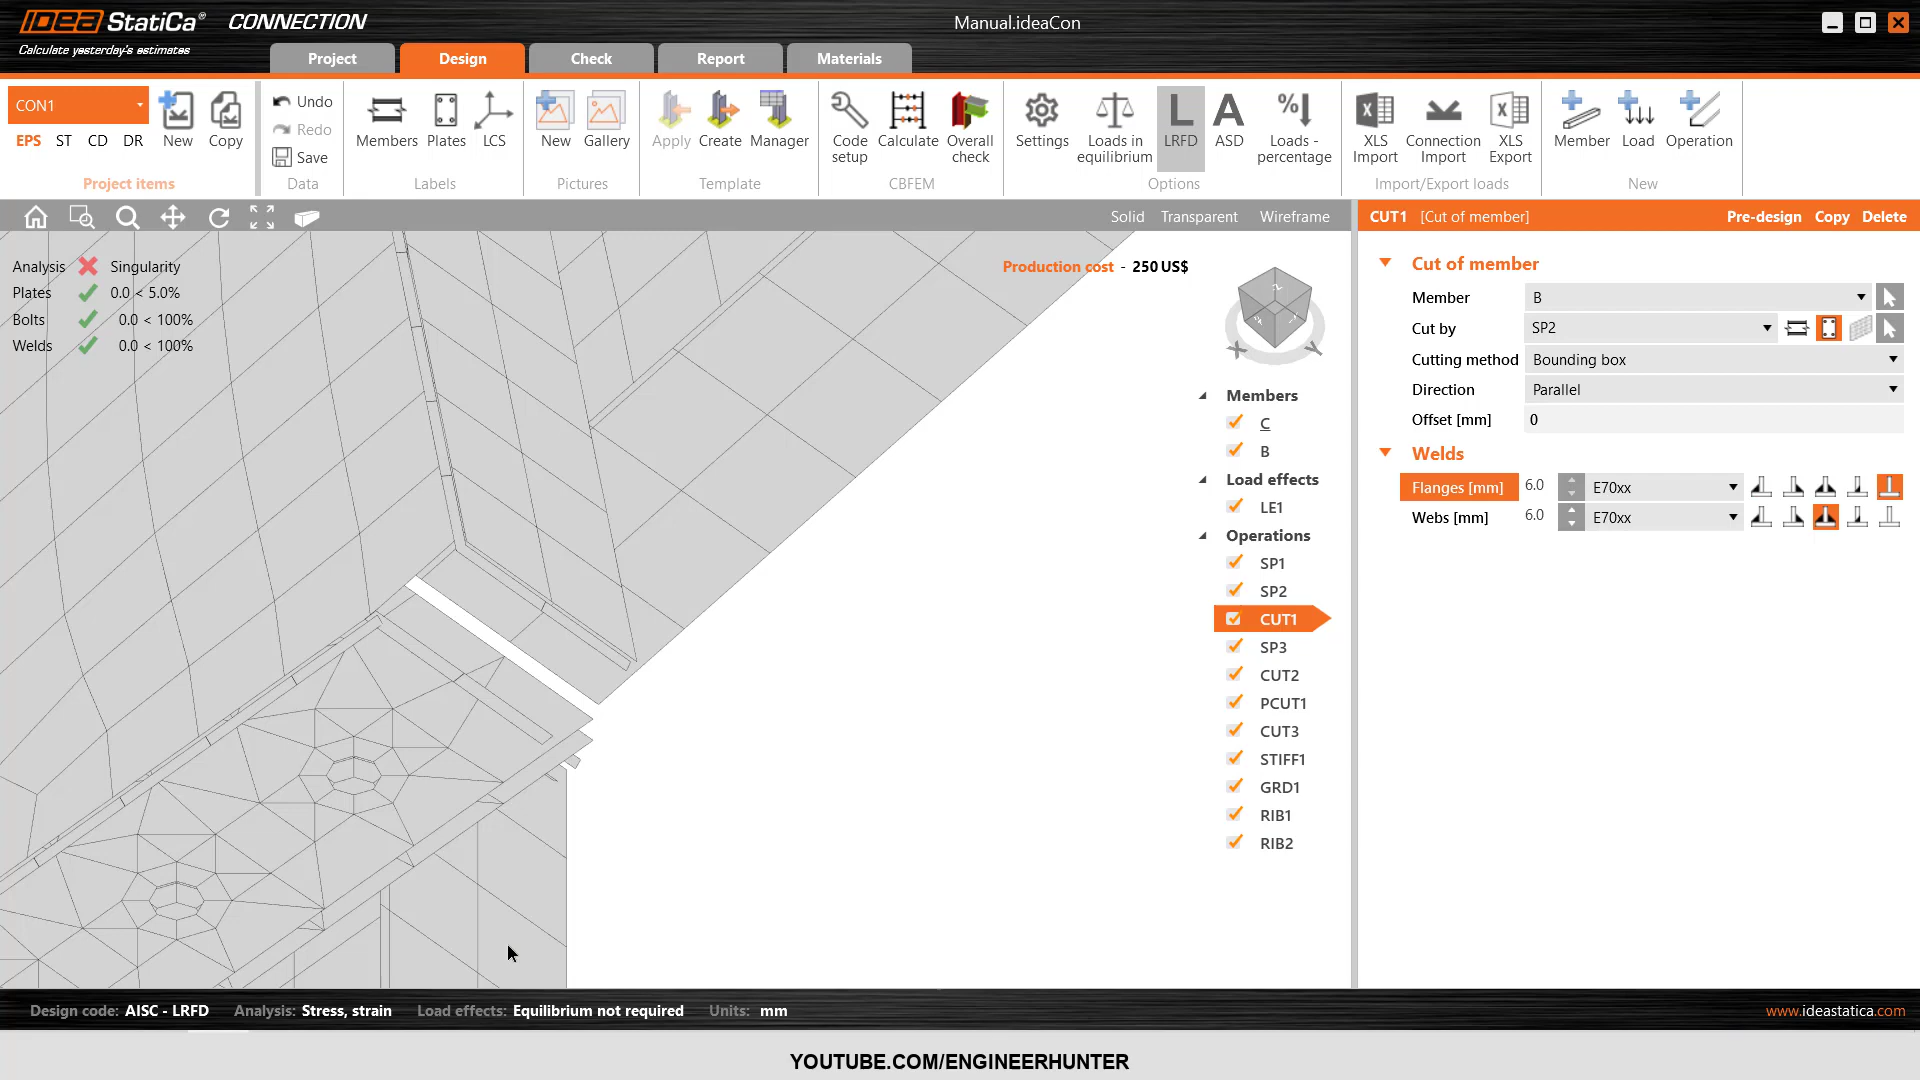 IDEA StatiCa® CONNECTION
Calculate yesterday's estimates
Manual.ideaCon
Project Design Check Report Materials
CON1
EPS ST CD DR New Copy
Project items
Undo
Redo
Save
Data
Members Plates LCS
Labels
New Gallery
Pictures
Apply Create Manager
Template
Code setup Calculate Overall check
CBFEM
Settings Loads in equilibrium LRFD ASD Loads - percentage
Options
XLS Import Connection Import XLS Export
Import/Export loads
Member Load Operation
New
Solid Transparent Wireframe
CUT1 [Cut of member] Pre-design Copy Delete
Analysis Singularity
Plates 0.0 < 5.0%
Bolts 0.0 < 100%
Welds 0.0 < 100%
Production cost - 250 US$
X Y
Members
C
B
Load effects
LE1
Operations
SP1
SP2
CUT1
SP3
CUT2
PCUT1
CUT3
STIFF1
GRD1
RIB1
RIB2
Cut of member
Member B
Cut by SP2
Cutting method Bounding box
Direction Parallel
Offset [mm] 0
Welds
Flanges [mm] 6.0 E70xx
Webs [mm] 6.0 E70xx
Design code: AISC - LRFD Analysis: Stress, strain Load effects: Equilibrium not required Units: mm
www.ideastatica.com
YOUTUBE.COM/ENGINEERHUNTER